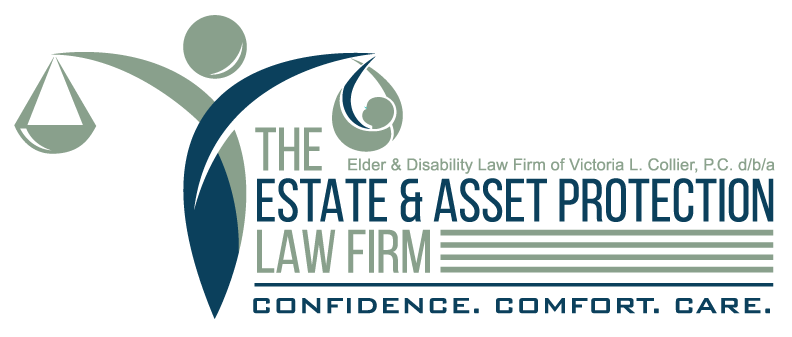 THE
Elder & Disability Law Firm of Victoria L. Collier, P.C. d/b/a
ESTATE & ASSET PROTECTION
LAW FIRM
CONFIDENCE. COMFORT. CARE.